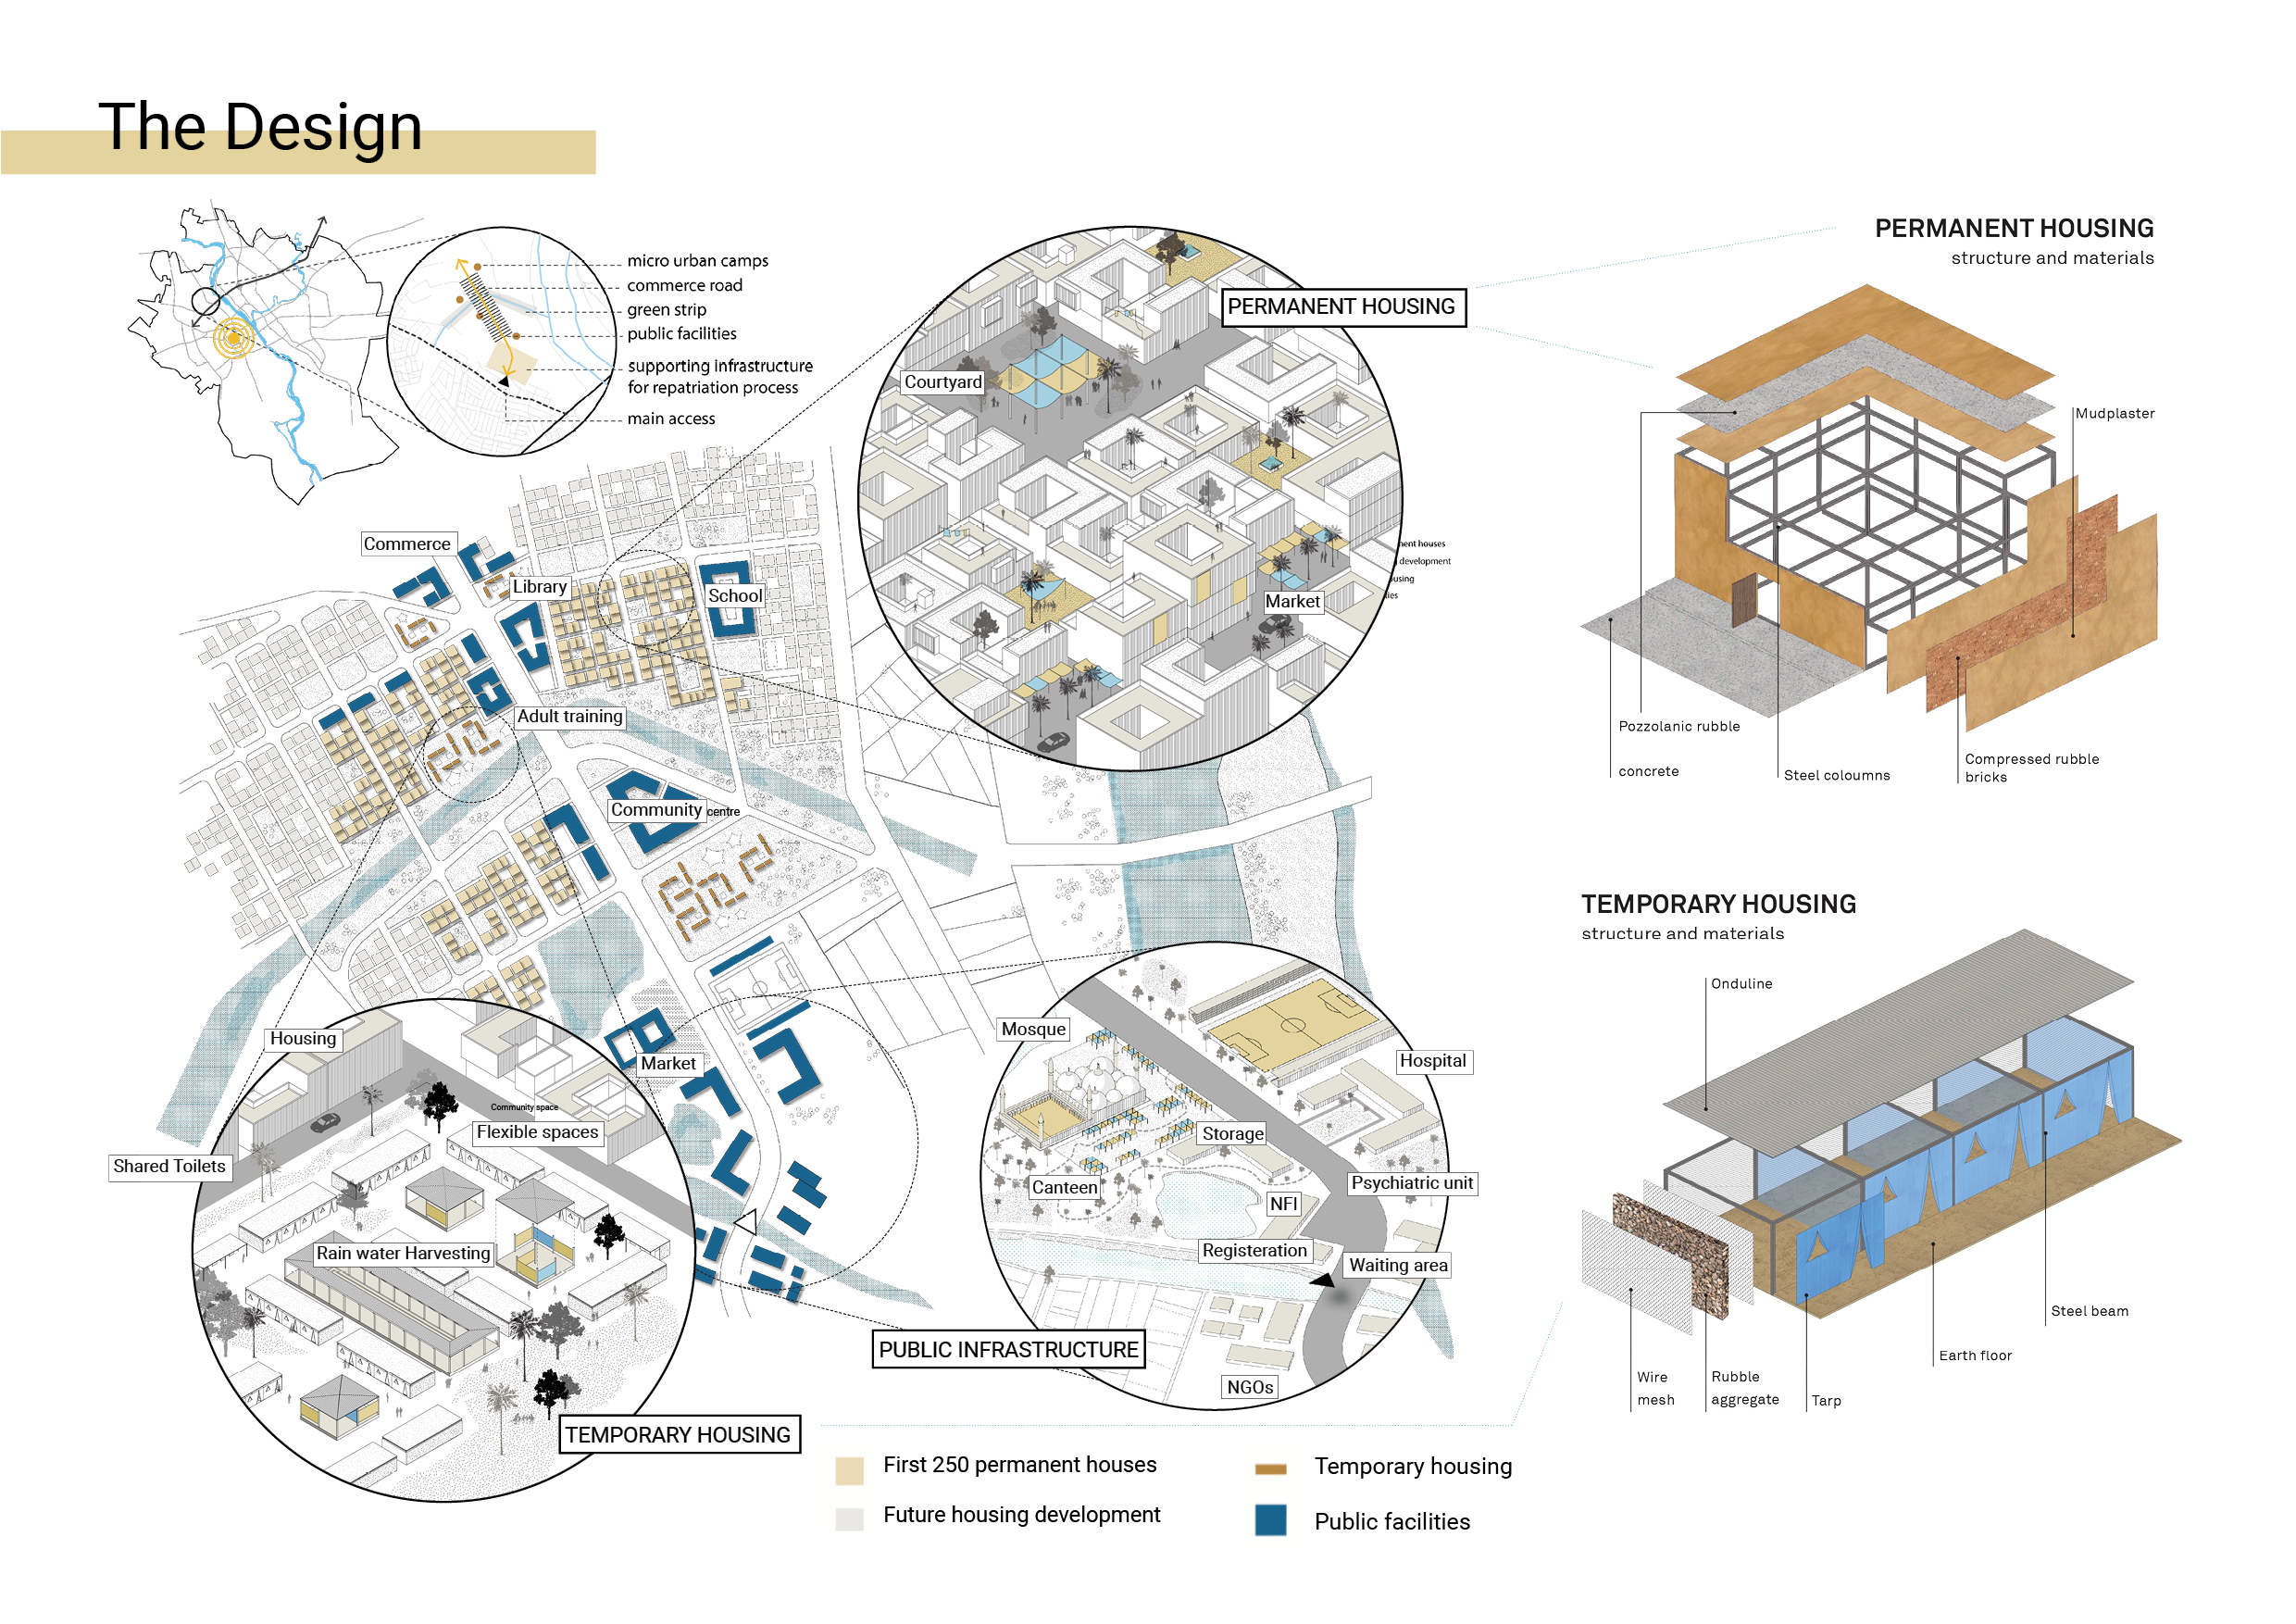 The Design
micro urban camps
commerce road
green strip
public facilities
supporting infrastructure
for repatriation process
main access
Commerce
Library
School
Adult training
Community centre
Market
PERMANENT HOUSING
Courtyard
Market
development
PERMANENT HOUSING
structure and materials
Mudplaster
Pozzolanic rubble
concrete
Steel coloumns
Compressed rubble
bricks
TEMPORARY HOUSING
structure and materials
Onduline
Steel beam
Earth floor
Wire
mesh
Rubble
aggregate
Tarp
Housing
Community space
Flexible spaces
Shared Toilets
Rain water Harvesting
TEMPORARY HOUSING
Mosque
Hospital
Storage
Canteen
Psychiatric unit
NFI
Registeration
Waiting area
NGOs
PUBLIC INFRASTRUCTURE
First 250 permanent houses
Future housing development
Temporary housing
Public facilities